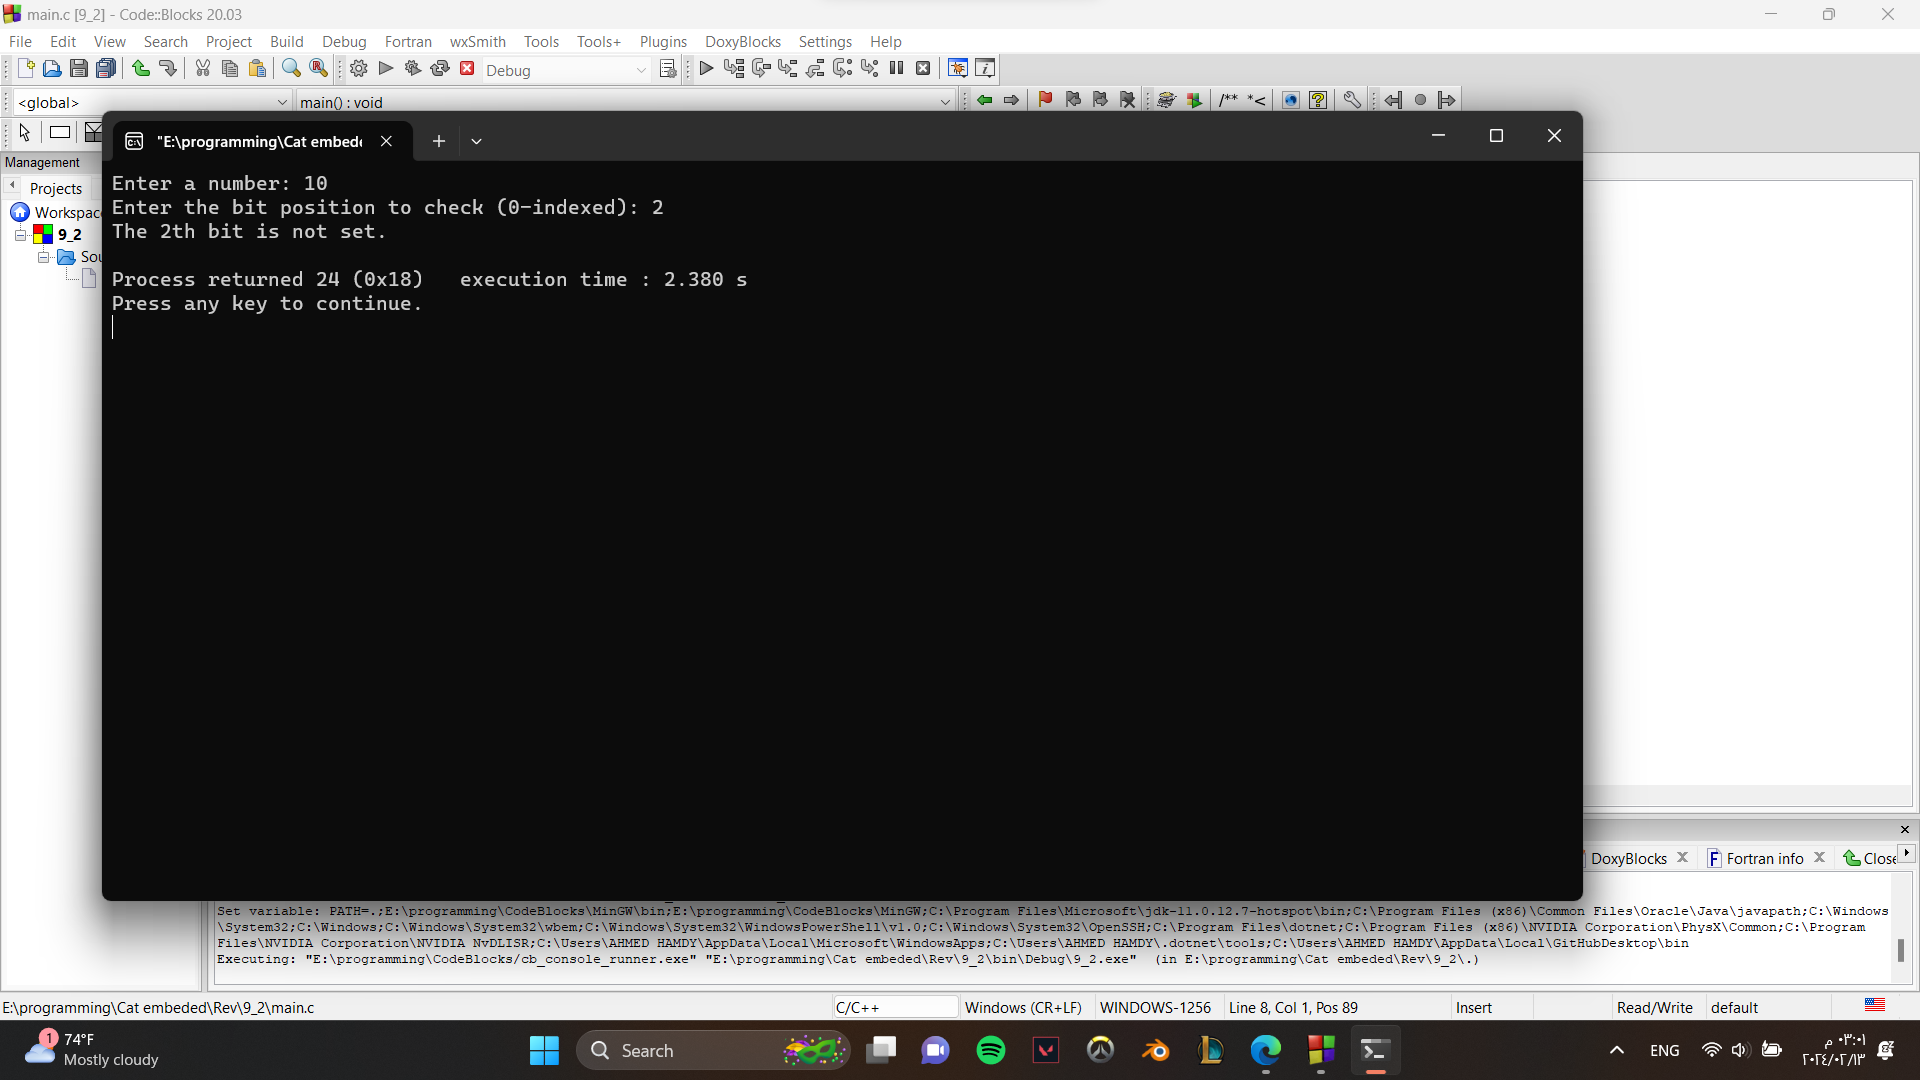 main.c [9_2] - Code::Blocks 20.03
File Edit View Search Project Build Debug Fortran wxSmith Tools Tools+ Plugins DoxyBlocks Settings Help
Debug
<global> main() : void /** *<
"E:\programming\Cat embede
Management
Projects
Workspac
9_2
Sou
Enter a number: 10
Enter the bit position to check (0-indexed): 2
The 2th bit is not set.
Process returned 24 (0x18)   execution time : 2.380 s
Press any key to continue.
DoxyBlocks Fortran info Close
Set variable: PATH=.;E:\programming\CodeBlocks\MinGW\bin;E:\programming\CodeBlocks\MinGW;C:\Program Files\Microsoft\jdk-11.0.12.7-hotspot\bin;C:\Program Files (x86)\Common Files\Oracle\Java\javapath;C:\Windows
\System32;C:\Windows;C:\Windows\System32\wbem;C:\Windows\System32\WindowsPowerShell\v1.0;C:\Windows\System32\OpenSSH;C:\Program Files\dotnet;C:\Program Files (x86)\NVIDIA Corporation\PhysX\Common;C:\Program
Files\NVIDIA Corporation\NVIDIA NvDLISR;C:\Users\AHMED HAMDY\AppData\Local\Microsoft\WindowsApps;C:\Users\AHMED HAMDY\.dotnet\tools;C:\Users\AHMED HAMDY\AppData\Local\GitHubDesktop\bin
Executing: "E:\programming\CodeBlocks/cb_console_runner.exe" "E:\programming\Cat embeded\Rev\9_2\bin\Debug\9_2.exe"  (in E:\programming\Cat embeded\Rev\9_2\.)
E:\programming\Cat embeded\Rev\9_2\main.c C/C++ Windows (CR+LF) WINDOWS-1256 Line 8, Col 1, Pos 89 Insert Read/Write default
1
74°F
Mostly cloudy
Search
ENG
٠٣:٠١ م
٢٠٢٤/٠٢/١٣